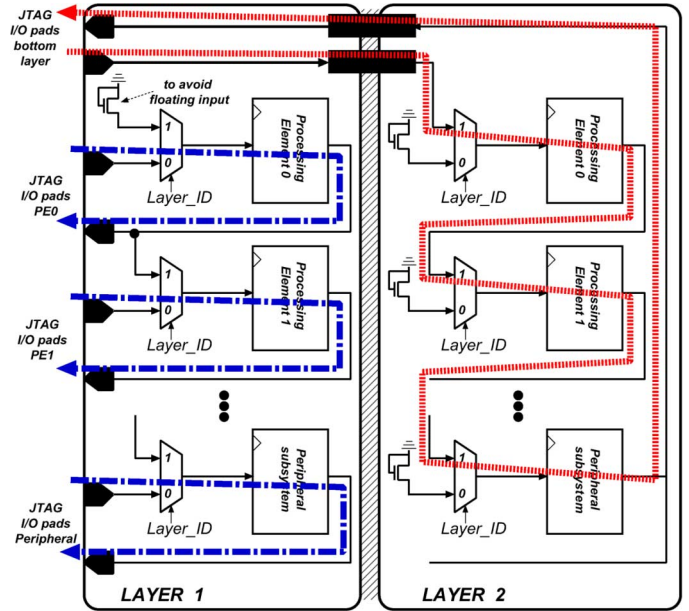 JTAG
I/O pads
bottom
layer
to avoid
floating input
1
0
Layer_ID
Processing
Element 0
JTAG
I/O pads
PE0
1
0
Layer_ID
Processing
Element 1
JTAG
I/O pads
PE1
1
0
Layer_ID
Peripheral
subsystem
JTAG
I/O pads
Peripheral
LAYER 1
1
0
Layer_ID
Processing
Element 0
1
0
Layer_ID
Processing
Element 1
1
0
Layer_ID
Peripheral
subsystem
LAYER 2